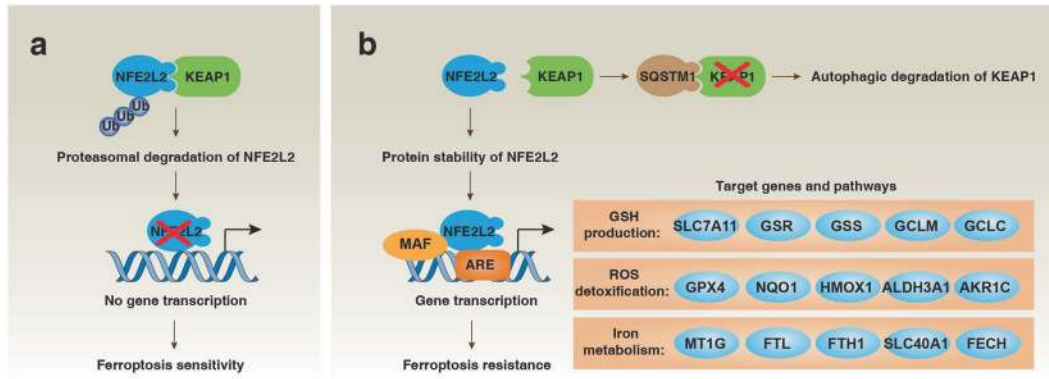 a
NFE2L2 KEAP1
Ub Ub Ub
Proteasomal degradation of NFE2L2
NFE2L2
No gene transcription
Ferroptosis sensitivity
b
NFE2L2 KEAP1 SQSTM1 KEAP1 Autophagic degradation of KEAP1
Protein stability of NFE2L2
NFE2L2
MAF
ARE
Gene transcription
Ferroptosis resistance
Target genes and pathways
GSH
production: SLC7A11 GSR GSS GCLM GCLC
ROS
detoxification: GPX4 NQO1 HMOX1 ALDH3A1 AKR1C
Iron
metabolism: MT1G FTL FTH1 SLC40A1 FECH